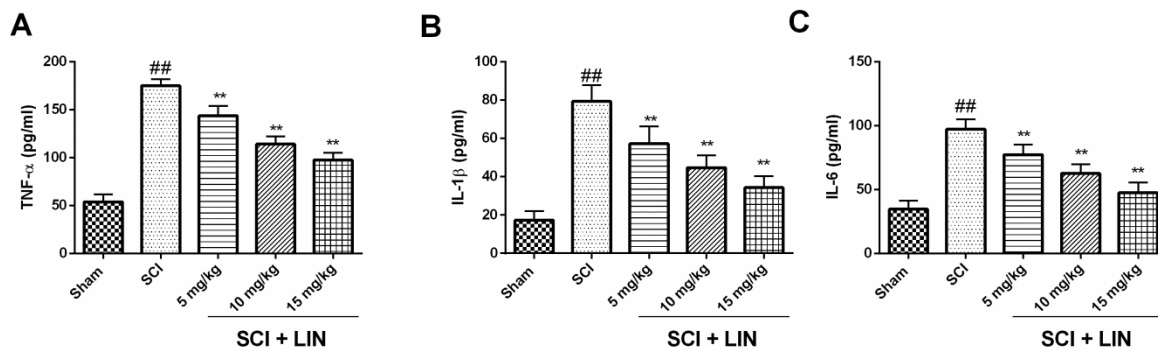 A
TNF-α (pg/ml)
200
150
100
50
0
##
**
**
**
Sham
SCI
5 mg/kg
10 mg/kg
15 mg/kg
SCI + LIN
B
IL-1β (pg/ml)
100
80
60
40
20
0
##
**
**
**
Sham
SCI
5 mg/kg
10 mg/kg
15 mg/kg
SCI + LIN
C
IL-6 (pg/ml)
150
100
50
0
##
**
**
**
Sham
SCI
5 mg/kg
10 mg/kg
15 mg/kg
SCI + LIN